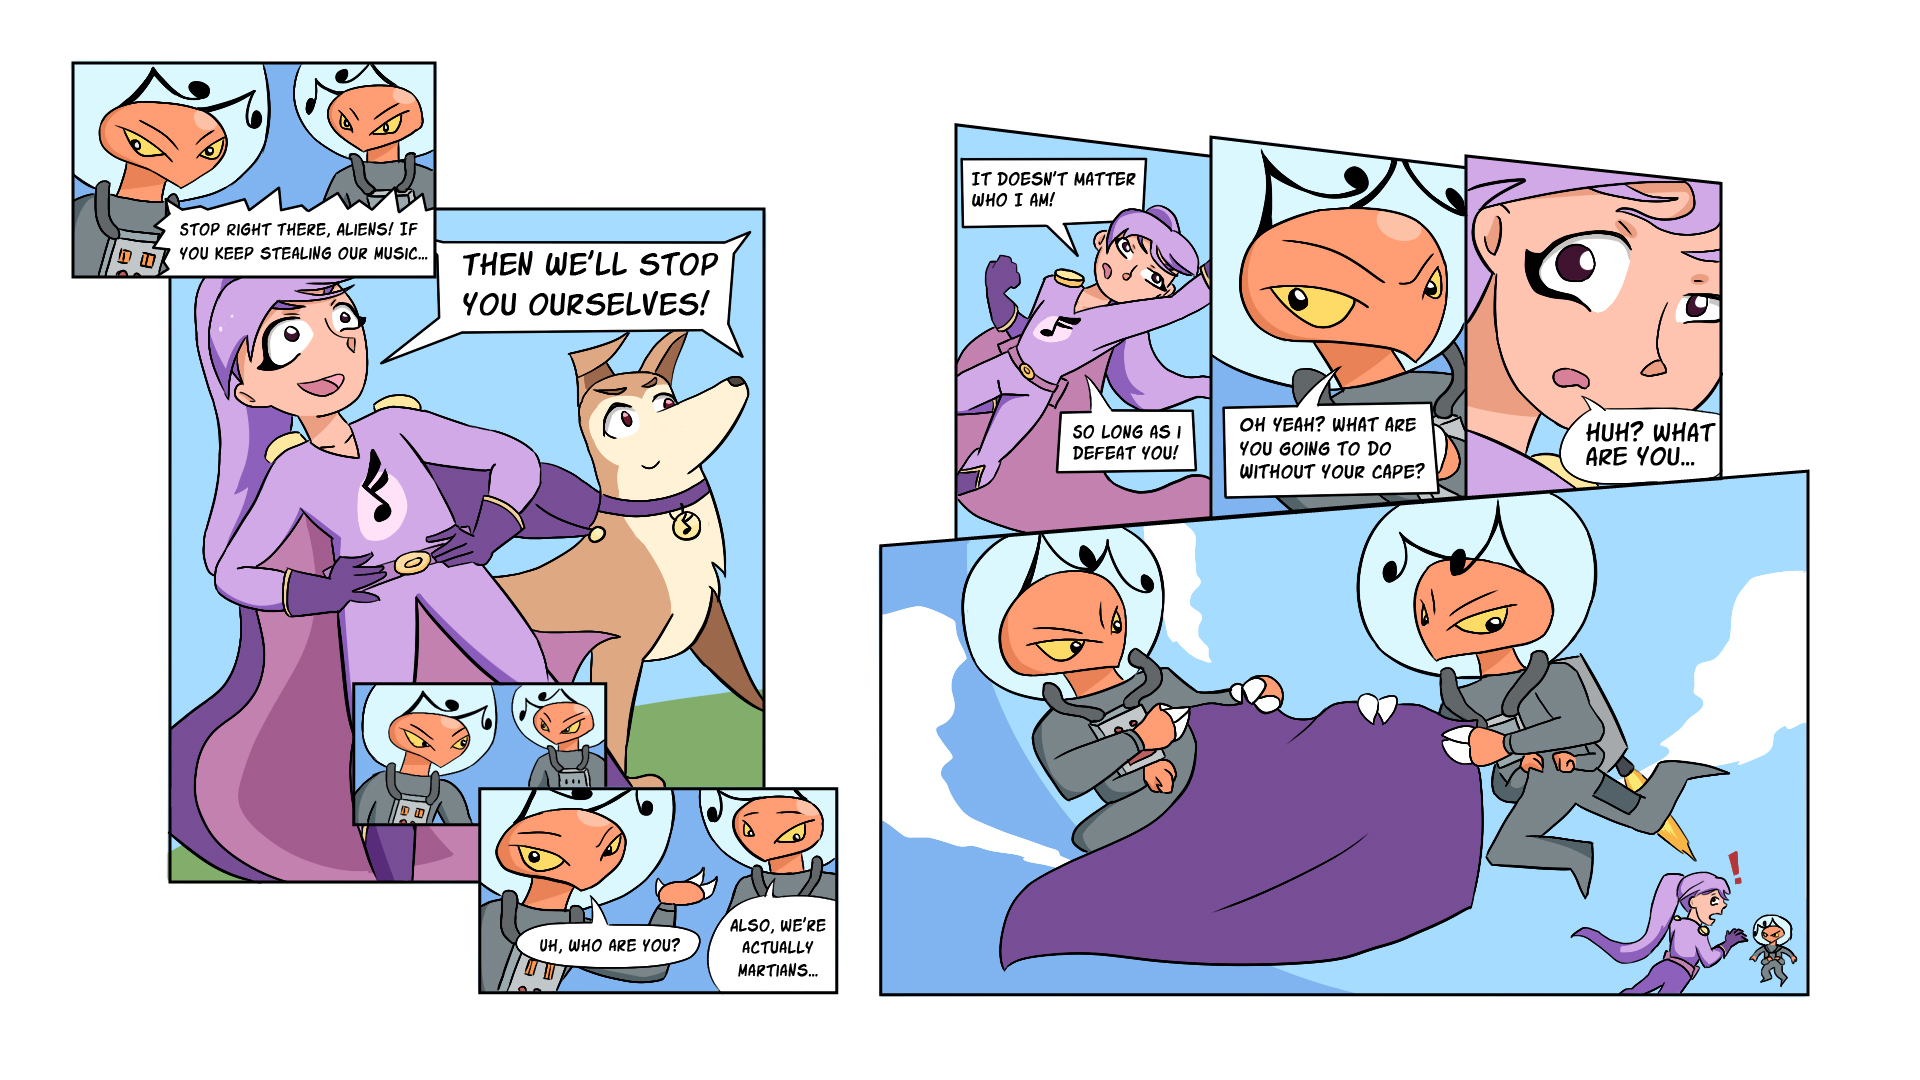 STOP RIGHT THERE, ALIENS! IF
YOU KEEP STEALING OUR MUSIC...
THEN WE'LL STOP
YOU OURSELVES!
UH, WHO ARE YOU?
ALSO, WE'RE
ACTUALLY
MARTIANS...
IT DOESN'T MATTER
WHO I AM!
SO LONG AS I
DEFEAT YOU!
OH YEAH? WHAT ARE
YOU GOING TO DO
WITHOUT YOUR CAPE?
HUH? WHAT
ARE YOU...
!